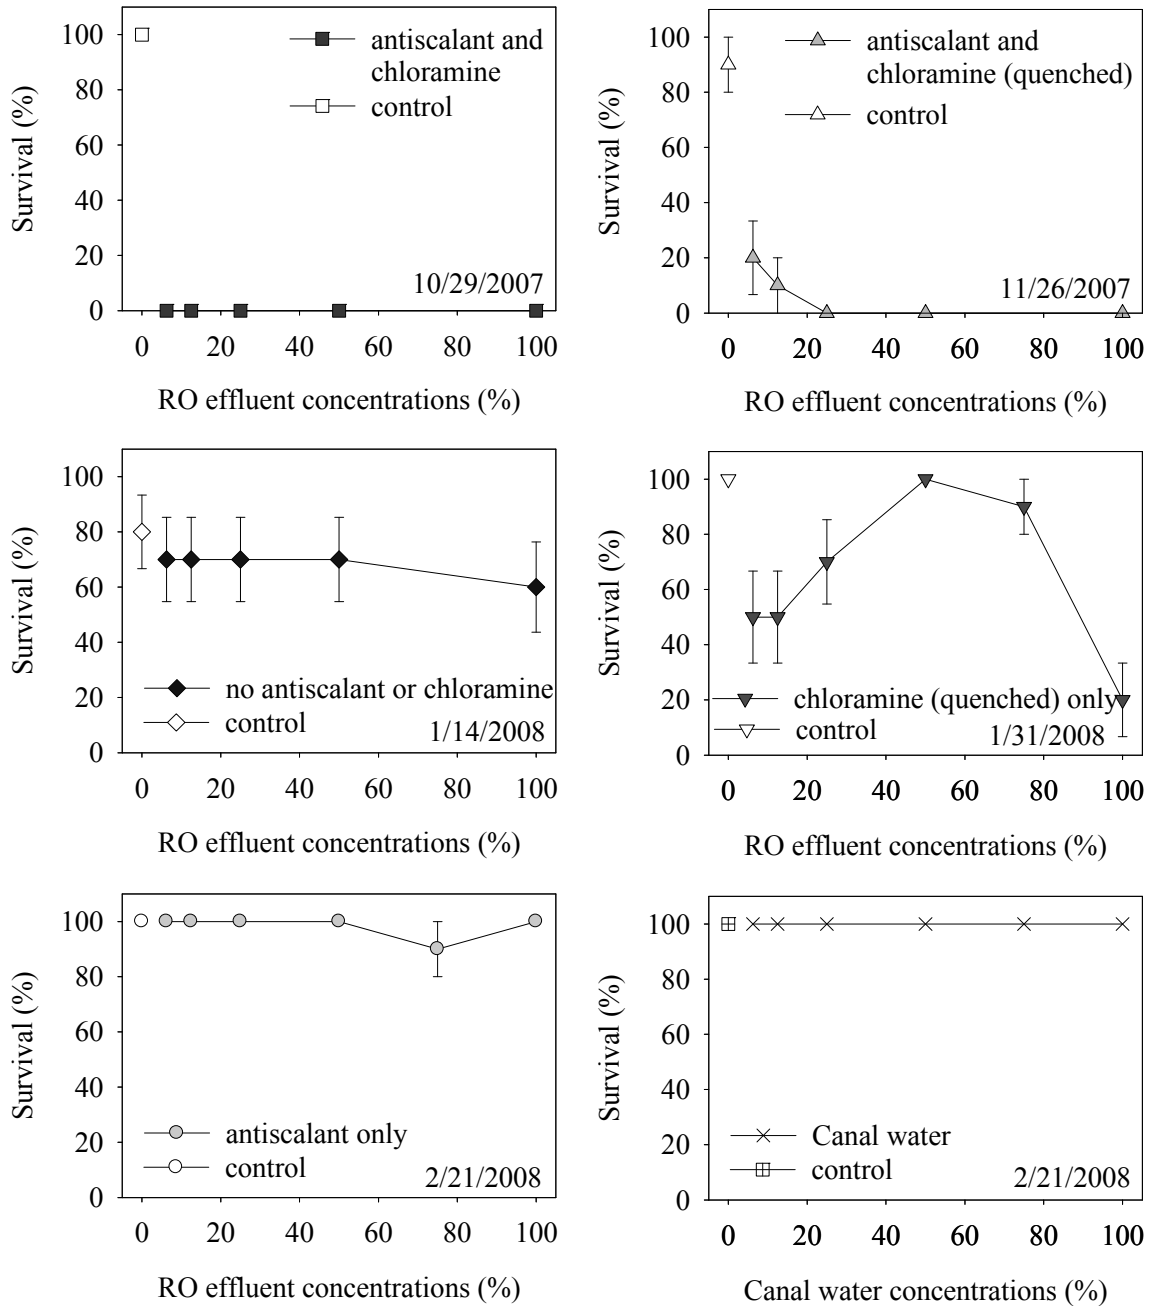 100
80
60
40
20
0
Survival (%)
antiscalant and
chloramine
control
10/29/2007
0 20 40 60 80 100
RO effluent concentrations (%)
100
80
60
40
20
0
Survival (%)
antiscalant and
chloramine (quenched)
control
11/26/2007
0 20 40 60 80 100
RO effluent concentrations (%)
100
80
60
40
20
0
Survival (%)
no antiscalant or chloramine
control
1/14/2008
0 20 40 60 80 100
RO effluent concentrations (%)
100
80
60
40
20
0
Survival (%)
chloramine (quenched) only
control
1/31/2008
0 20 40 60 80 100
RO effluent concentrations (%)
100
80
60
40
20
0
Survival (%)
antiscalant only
control
2/21/2008
0 20 40 60 80 100
RO effluent concentrations (%)
100
80
60
40
20
0
Survival (%)
Canal water
control
2/21/2008
0 20 40 60 80 100
Canal water concentrations (%)